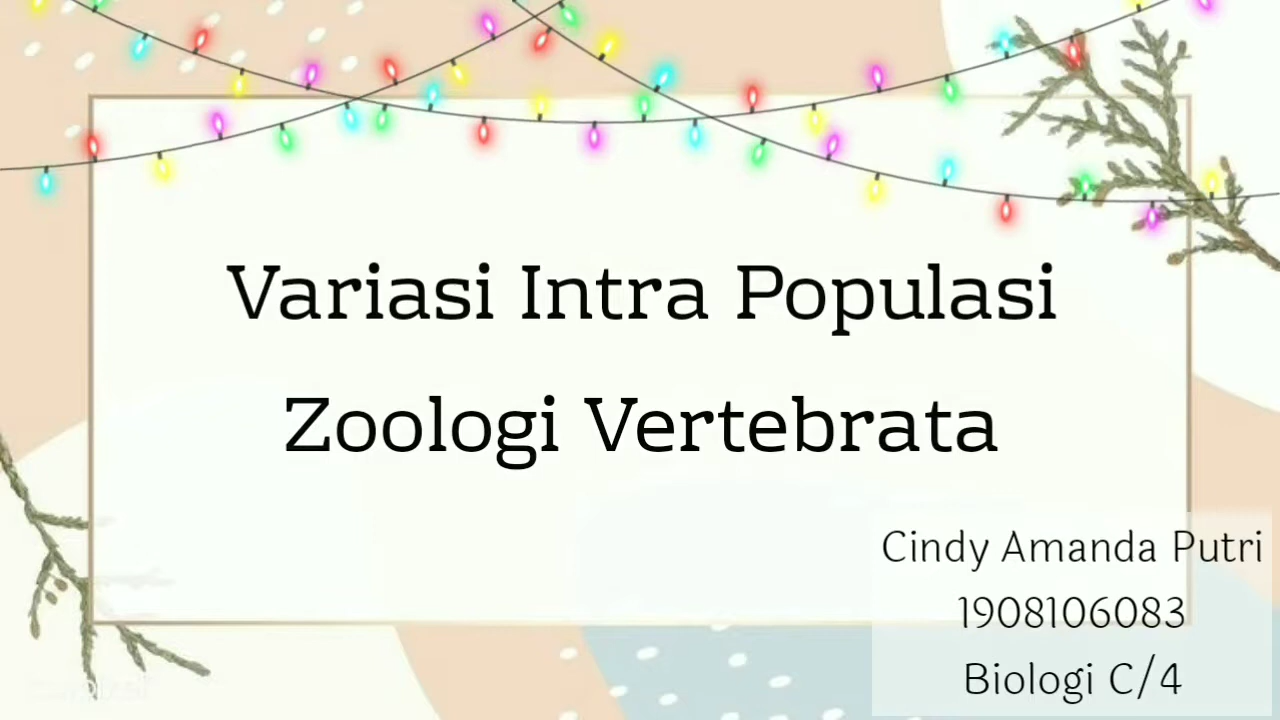 Variasi Intra Populasi
Zoologi Vertebrata
Cindy Amanda Putri
1908106083
Biologi C/4